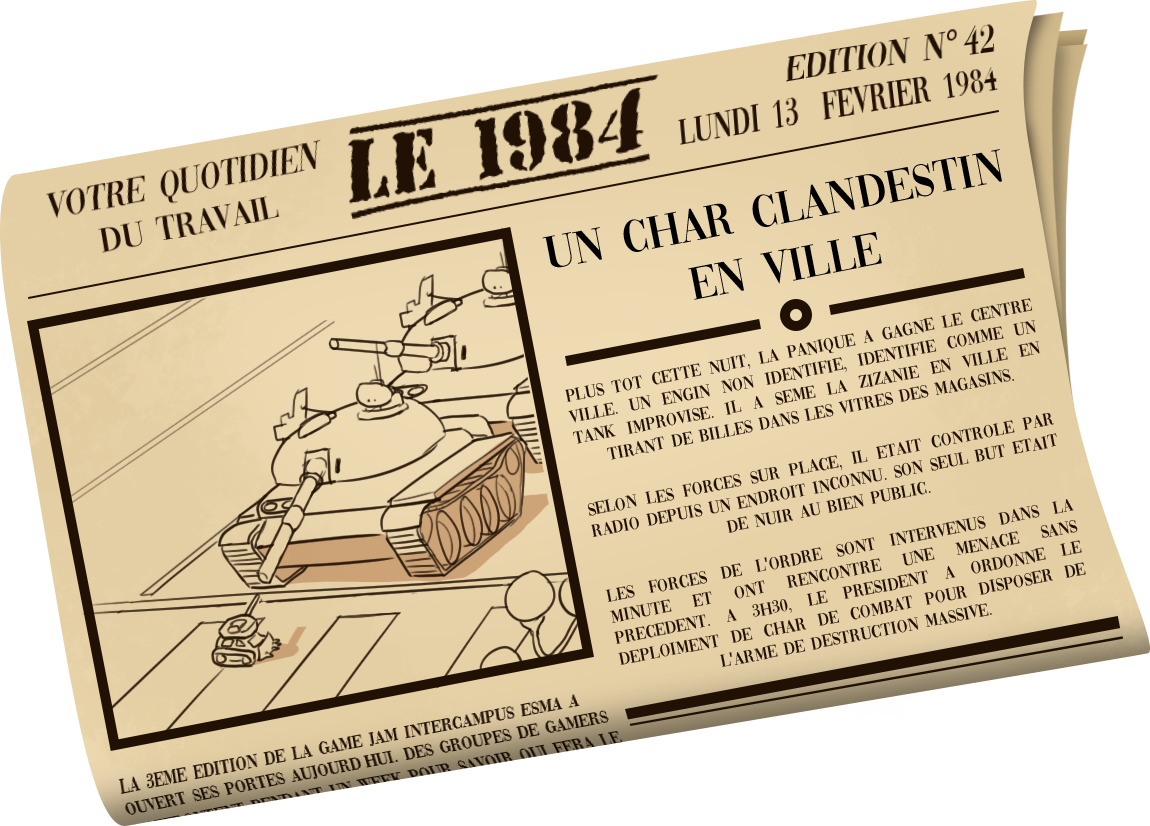 VOTRE QUOTIDIEN
DU TRAVAIL
LE 1984
EDITION N° 42
LUNDI 13 FEVRIER 1984
UN CHAR CLANDESTIN
EN VILLE
PLUS TOT CETTE NUIT, LA PANIQUE A GAGNE LE CENTRE
VILLE. UN ENGIN NON IDENTIFIE, IDENTIFIE COMME UN
TANK IMPROVISE. IL A SEME LA ZIZANIE EN VILLE EN
TIRANT DE BILLES DANS LES VITRES DES MAGASINS.
SELON LES FORCES SUR PLACE, IL ETAIT CONTROLE PAR
RADIO DEPUIS UN ENDROIT INCONNU. SON SEUL BUT ETAIT
DE NUIR AU BIEN PUBLIC.
LES FORCES DE L'ORDRE SONT INTERVENUS DANS LA
MINUTE ET ONT RENCONTRE UNE MENACE SANS
PRECEDENT. A 3H30, LE PRESIDENT A ORDONNE LE
DEPLOIMENT DE CHAR DE COMBAT POUR DISPOSER DE
L'ARME DE DESTRUCTION MASSIVE.
LA 3EME EDITION DE LA GAME JAM INTERCAMPUS ESMA A
OUVERT SES PORTES AUJOURD HUI. DES GROUPES DE GAMERS
PENDANT UN WEEK POUR SAVOIR QUI FERA LE